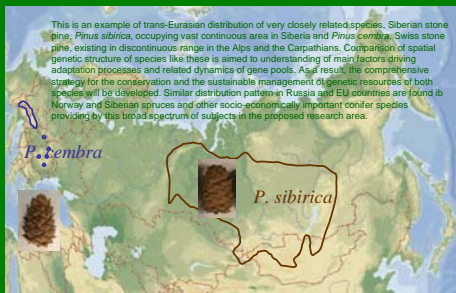 This is an example of trans-Eurasian distribution of very closely related species, Siberian stone
pine, Pinus sibirica, occupying vast continuous area in Siberia and Pinus cembra, Swiss stone
pine, existing in discontinuous range in the Alps and the Carpathians. Comparison of spatial
genetic structure of species like these is aimed to understanding of main factors driving
adaptation processes and related dynamics of gene pools. As a result, the comprehensive
strategy for the conservation and the sustainable management of genetic resources of both
species will be developed. Similar distribution pattern in Russia and EU countries are found ib
Norway and Siberian spruces and other socio-economically important conifer species
providing by this broad spectrum of subjects in the proposed research area.
P. cembra
P. sibirica